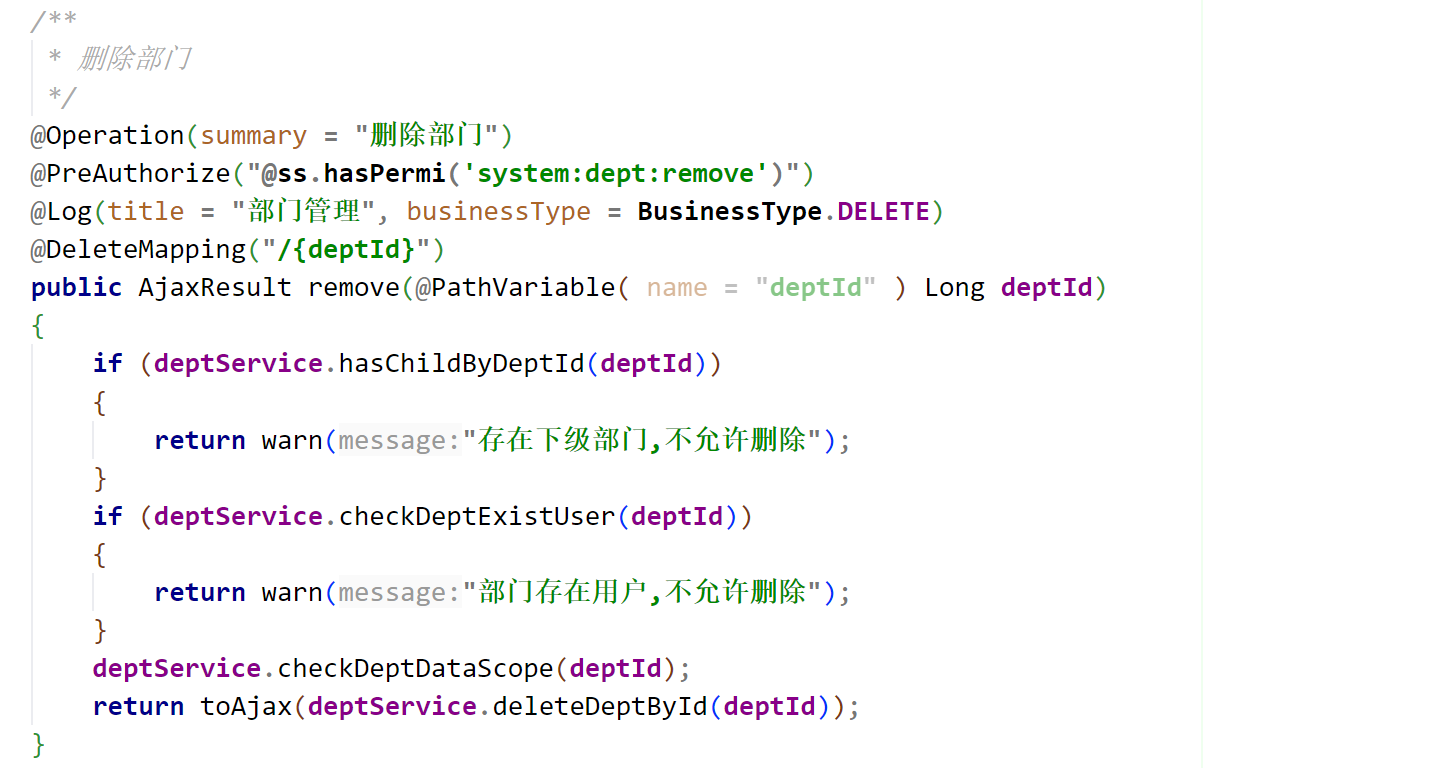 /**
 * 删除部门
 */
@Operation(summary = "删除部门")
@PreAuthorize("@ss.hasPermi('system:dept:remove')")
@Log(title = "部门管理", businessType = BusinessType.DELETE)
@DeleteMapping("/{deptId}")
public AjaxResult remove(@PathVariable( name = "deptId" ) Long deptId)
{
    if (deptService.hasChildByDeptId(deptId))
    {
        return warn(message:"存在下级部门,不允许删除");
    }
    if (deptService.checkDeptExistUser(deptId))
    {
        return warn(message:"部门存在用户,不允许删除");
    }
    deptService.checkDeptDataScope(deptId);
    return toAjax(deptService.deleteDeptById(deptId));
}